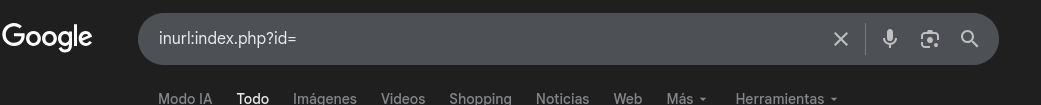 Google
inurl:index.php?id=
Modo IA Todo Imágenes Videos Shopping Noticias Web Más Herramientas